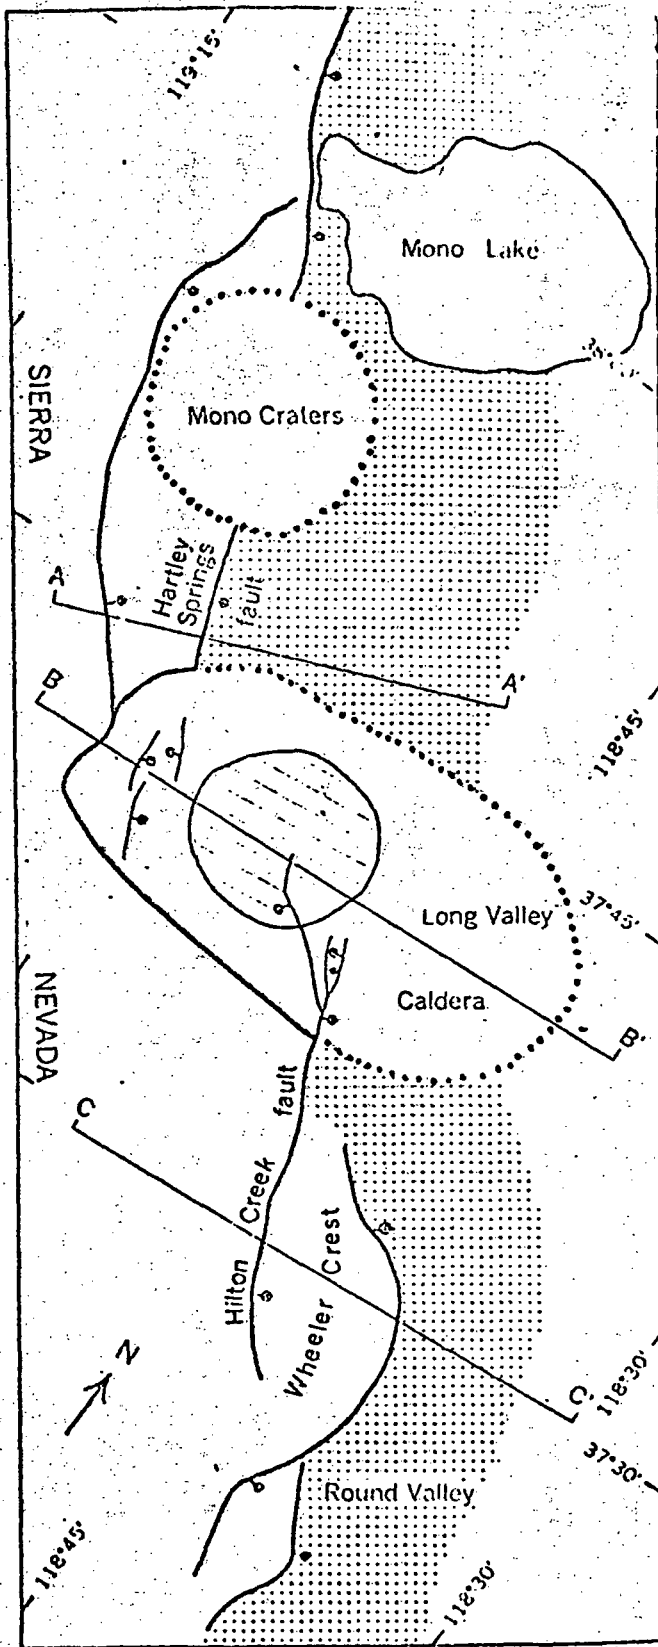 119°15'
Mono Lake
SIERRA
Mono Craters
Hartley
Springs
fault
A
A'
B
118°45'
Long Valley
37°45'
Caldera
NEVADA
B'
fault
C
Creek
Hilton
Crest
Wheeler
N
C'
118°30'
37°30'
Round Valley
118°45'
118°30'